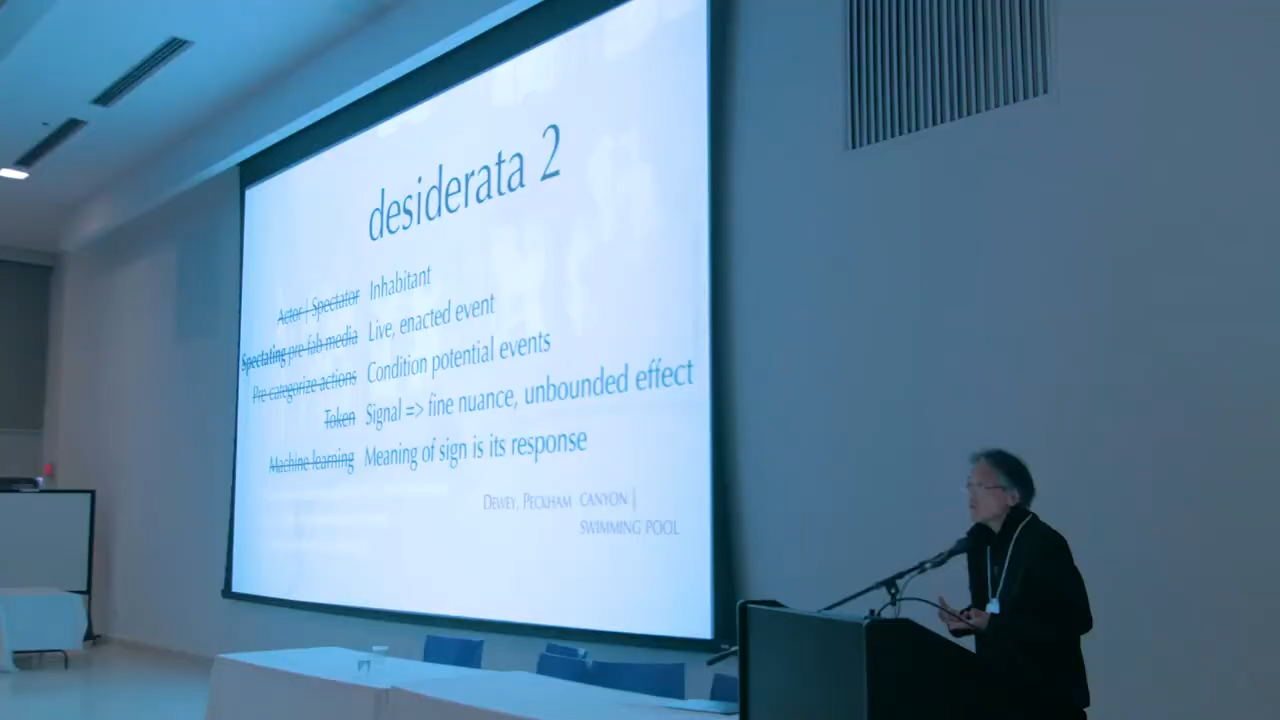 desiderata 2
Actor | Spectator Inhabitant
Spectating pre-fab media Live, enacted event
Pre-categorize actions Condition potential events
Token Signal => fine nuance, unbounded effect
Machine learning Meaning of sign is its response
DEWEY, PECKHAM CANYON |
SWIMMING POOL